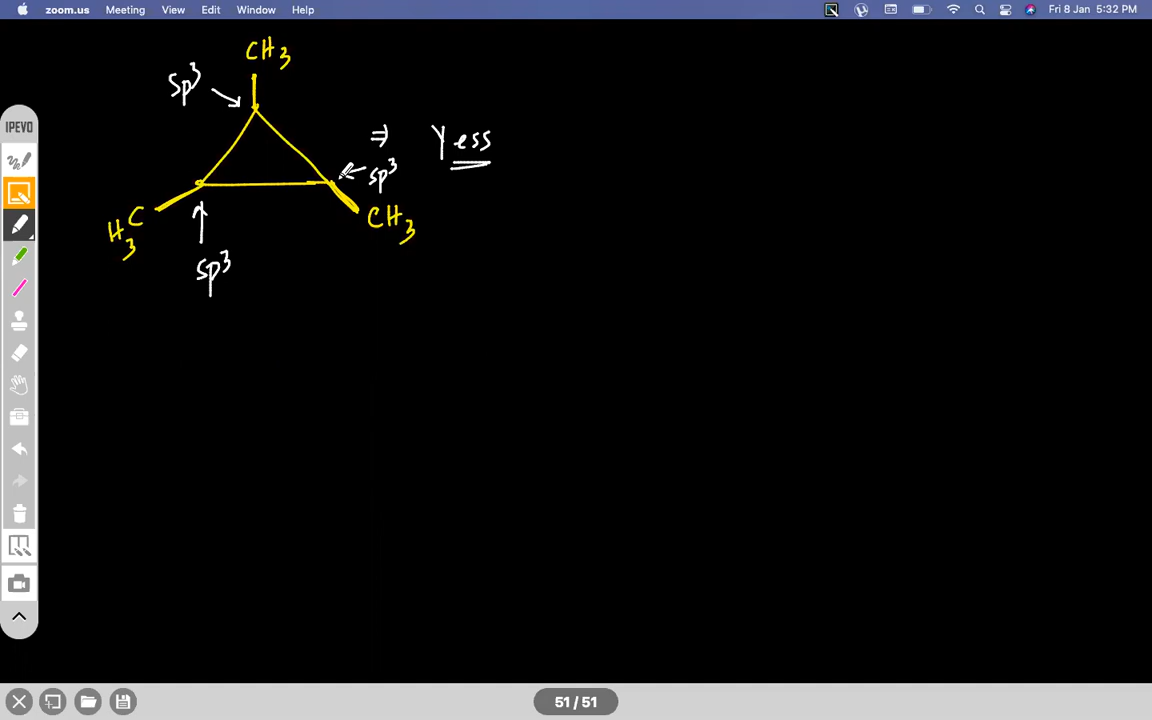 zoom.us Meeting View Edit Window Help Fri 8 Jan 5:32 PM
CH3
sp3
IPEVO
⇒ Yess
sp3
H3C
CH3
sp3
51 / 51